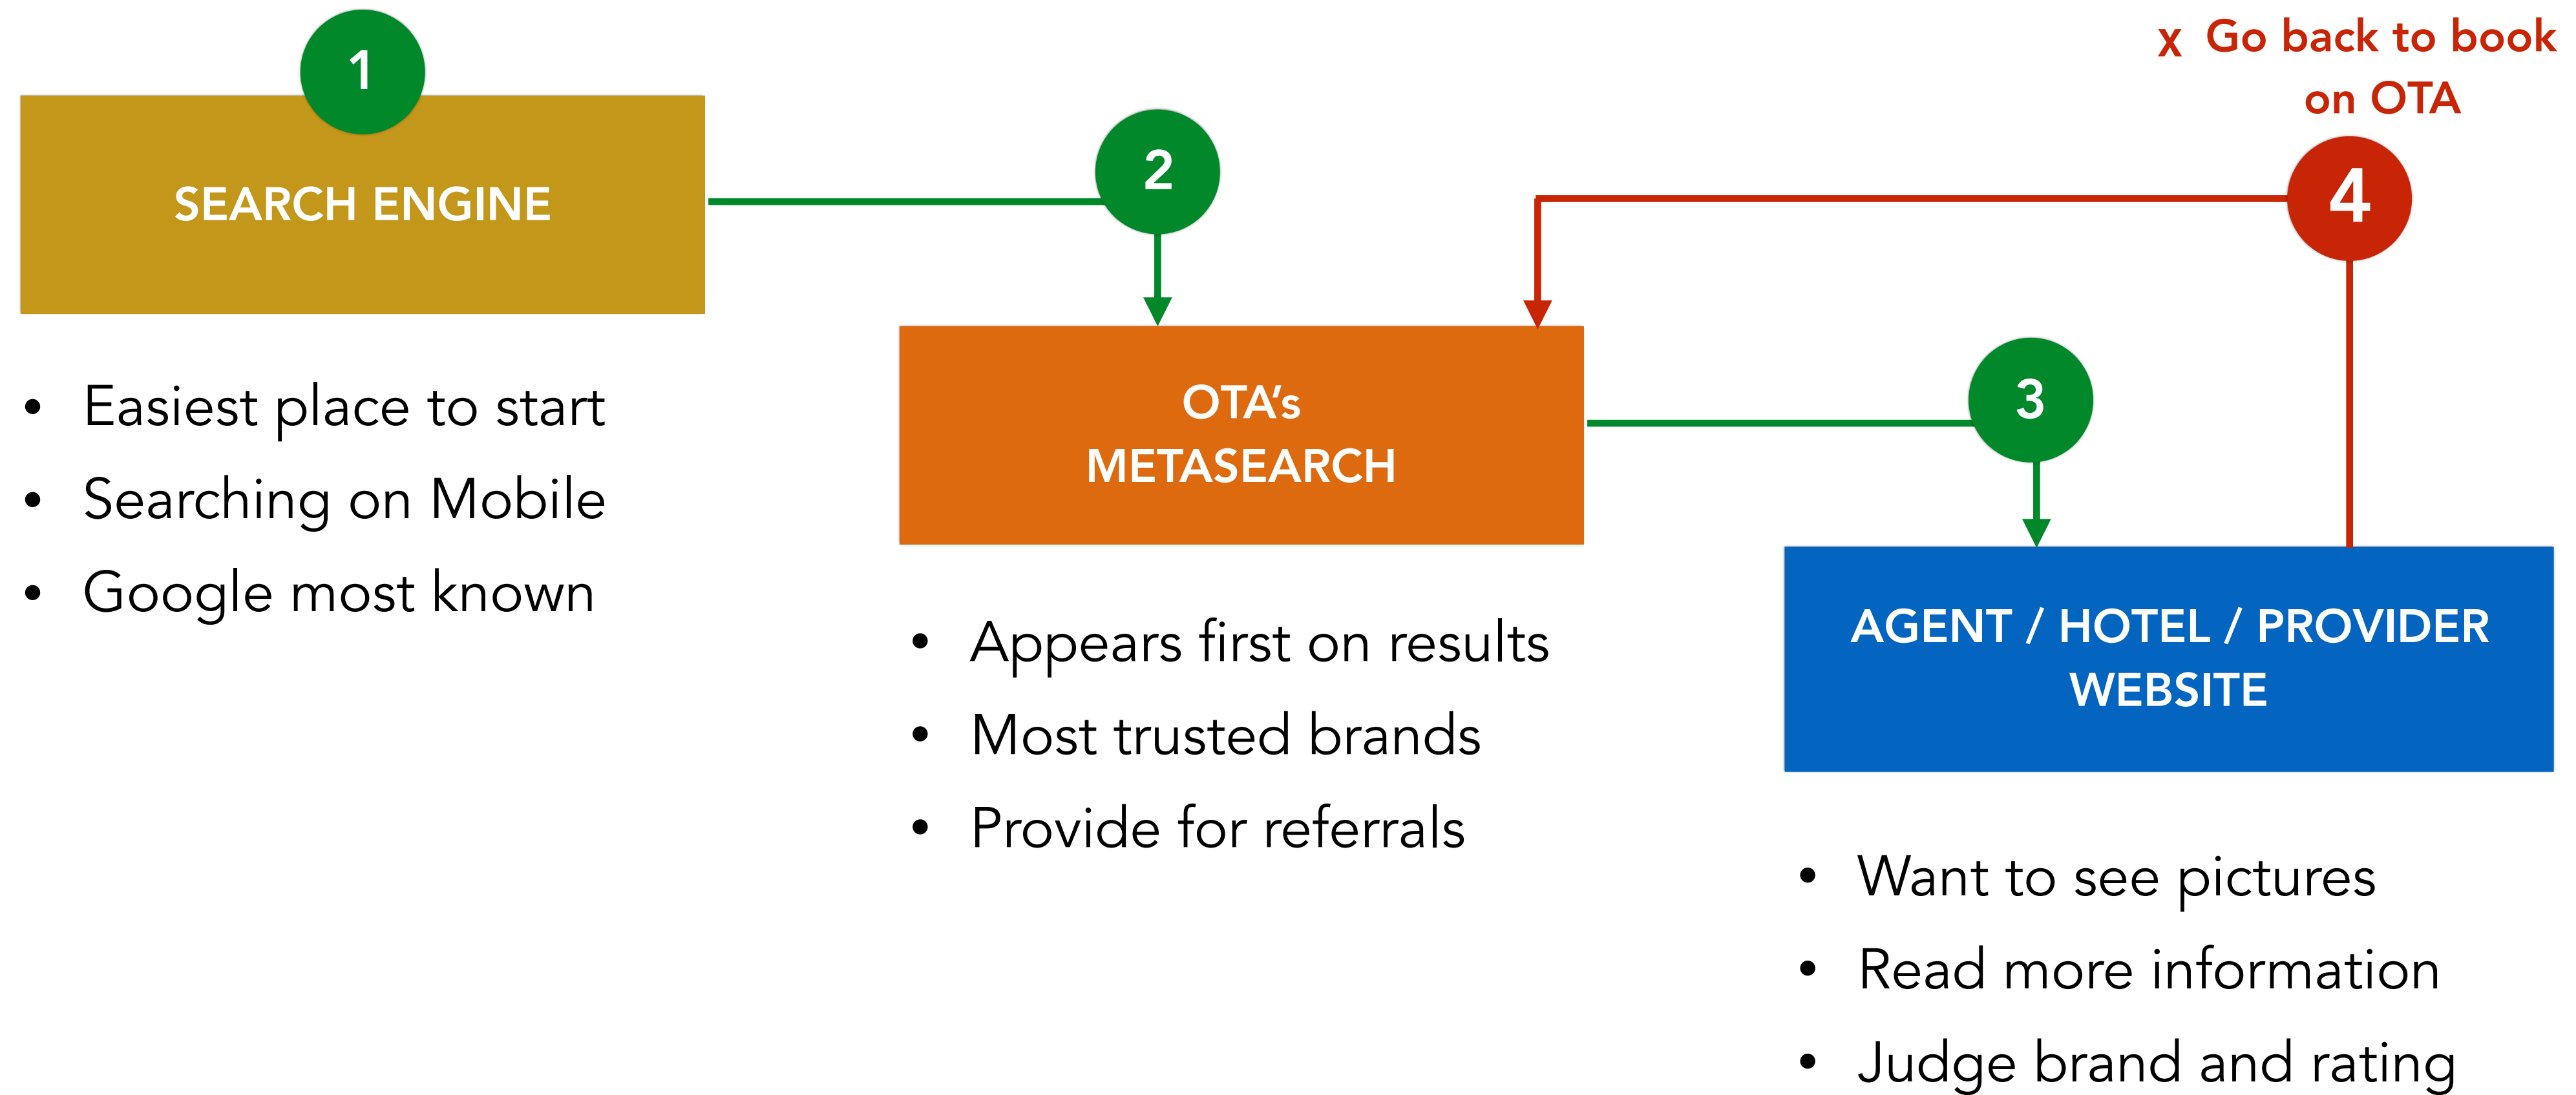 1
SEARCH ENGINE
• Easiest place to start
• Searching on Mobile
• Google most known
2
OTA’s
METASEARCH
• Appears first on results
• Most trusted brands
• Provide for referrals
3
AGENT / HOTEL / PROVIDER
WEBSITE
• Want to see pictures
• Read more information
• Judge brand and rating
x Go back to book
on OTA
4